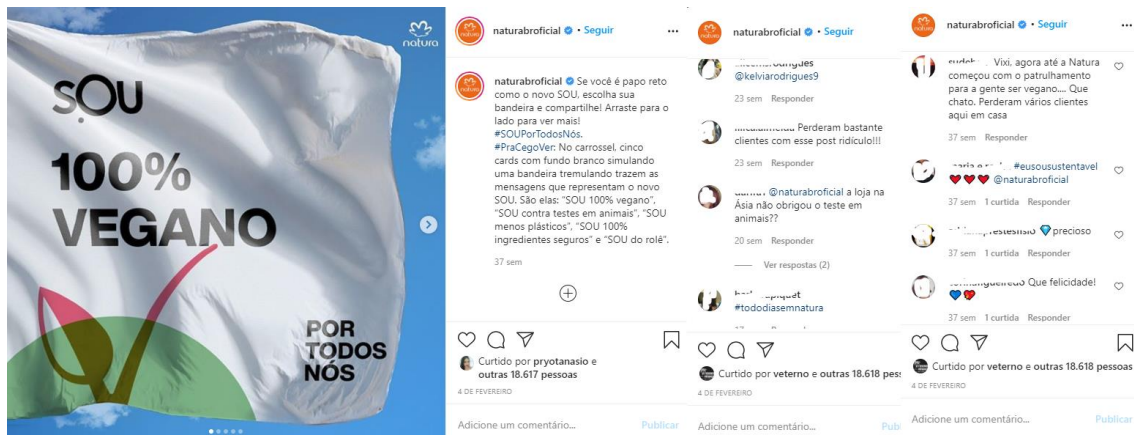 natura
SOU
100%
VEGANO
POR
TODOS
NÓS
natura
naturabroficial • Seguir
naturabroficial Se você é papo reto
como o novo SOU, escolha sua
bandeira e compartilhe! Arraste para o
lado para ver mais!
#SOUPorTodosNós.
#PraCegoVer: No carrossel, cinco
cards com fundo branco simulando
uma bandeira tremulando trazem as
mensagens que representam o novo
SOU. São elas: “SOU 100% vegano”,
“SOU contra testes em animais”, “SOU
menos plásticos”, “SOU 100%
ingredientes seguros” e “SOU do rolê”.
37 sem
Curtido por pryotanasio e
outras 18.617 pessoas
4 DE FEVEREIRO
Adicione um comentário...
Publicar
naturabroficial • Seguir
@kelviarodrigues9
23 sem Responder
Perderam bastante
clientes com esse post ridículo!!!
23 sem Responder
@naturabroficial a loja na
Ásia não obrigou o teste em
animais??
20 sem Responder
Ver respostas (2)
#tododiasemnatura
Curtido por veterno e outras 18.618 pess
4 DE FEVEREIRO
Adicione um comentário...
Pub
naturabroficial • Seguir
Vixi, agora até a Natura
começou com o patrulhamento
para a gente ser vegano.... Que
chato. Perderam vários clientes
aqui em casa
37 sem Responder
#eusousustentavel
@naturabroficial
37 sem 1 curtida Responder
precioso
37 sem 1 curtida Responder
Que felicidade!
37 sem 1 curtida Responder
Curtido por veterno e outras 18.618 pessoas
4 DE FEVEREIRO
Adicione um comentário...
Publicar